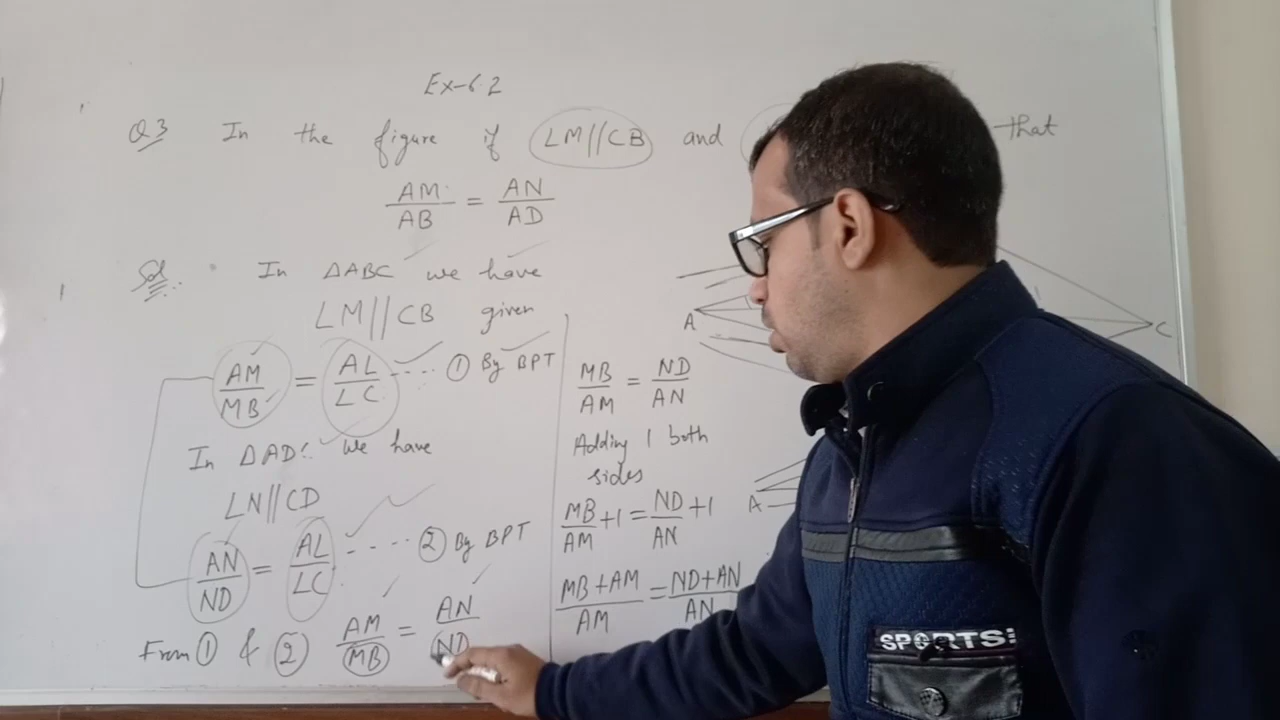 Ex-6.2
Q3 In the figure if LM//CB and that
AM/AB = AN/AD
Sol. In ΔABC we have
LM//CB given
AM/MB = AL/LC .... ① By BPT
In ΔADC we have
LN//CD
AN/ND = AL/LC .... ② By BPT
From ① & ② AM/MB = AN/ND
MB/AM = ND/AN
Adding 1 both
sides
MB/AM + 1 = ND/AN + 1
MB+AM/AM = ND+AN/AN
A C
A
SPORTS